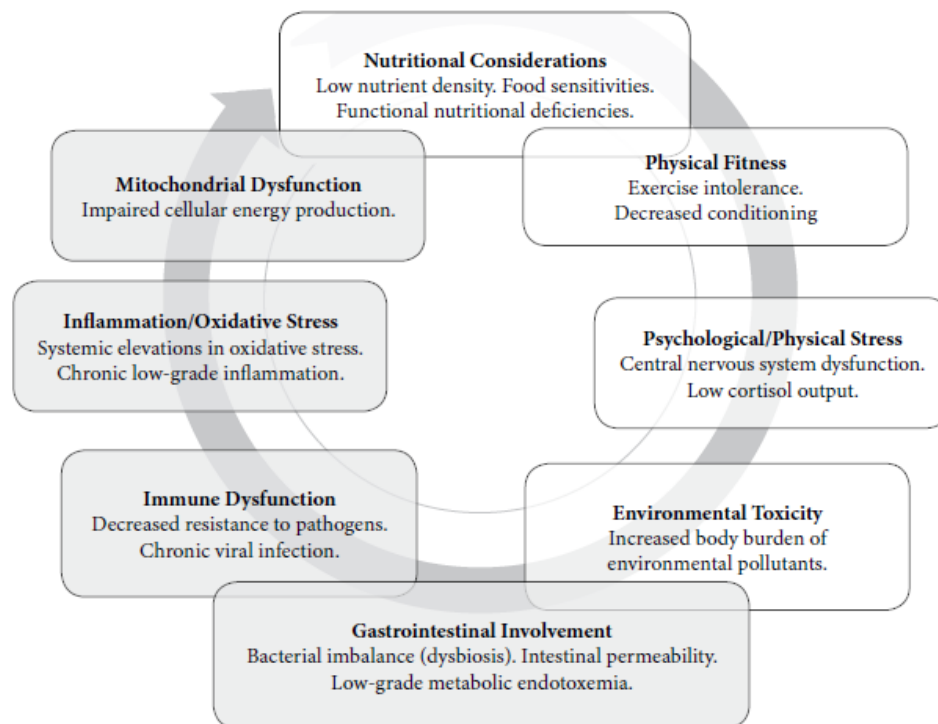 Nutritional Considerations
Low nutrient density. Food sensitivities.
Functional nutritional deficiencies.
Physical Fitness
Exercise intolerance.
Decreased conditioning
Psychological/Physical Stress
Central nervous system dysfunction.
Low cortisol output.
Environmental Toxicity
Increased body burden of
environmental pollutants.
Gastrointestinal Involvement
Bacterial imbalance (dysbiosis). Intestinal permeability.
Low-grade metabolic endotoxemia.
Immune Dysfunction
Decreased resistance to pathogens.
Chronic viral infection.
Inflammation/Oxidative Stress
Systemic elevations in oxidative stress.
Chronic low-grade inflammation.
Mitochondrial Dysfunction
Impaired cellular energy production.